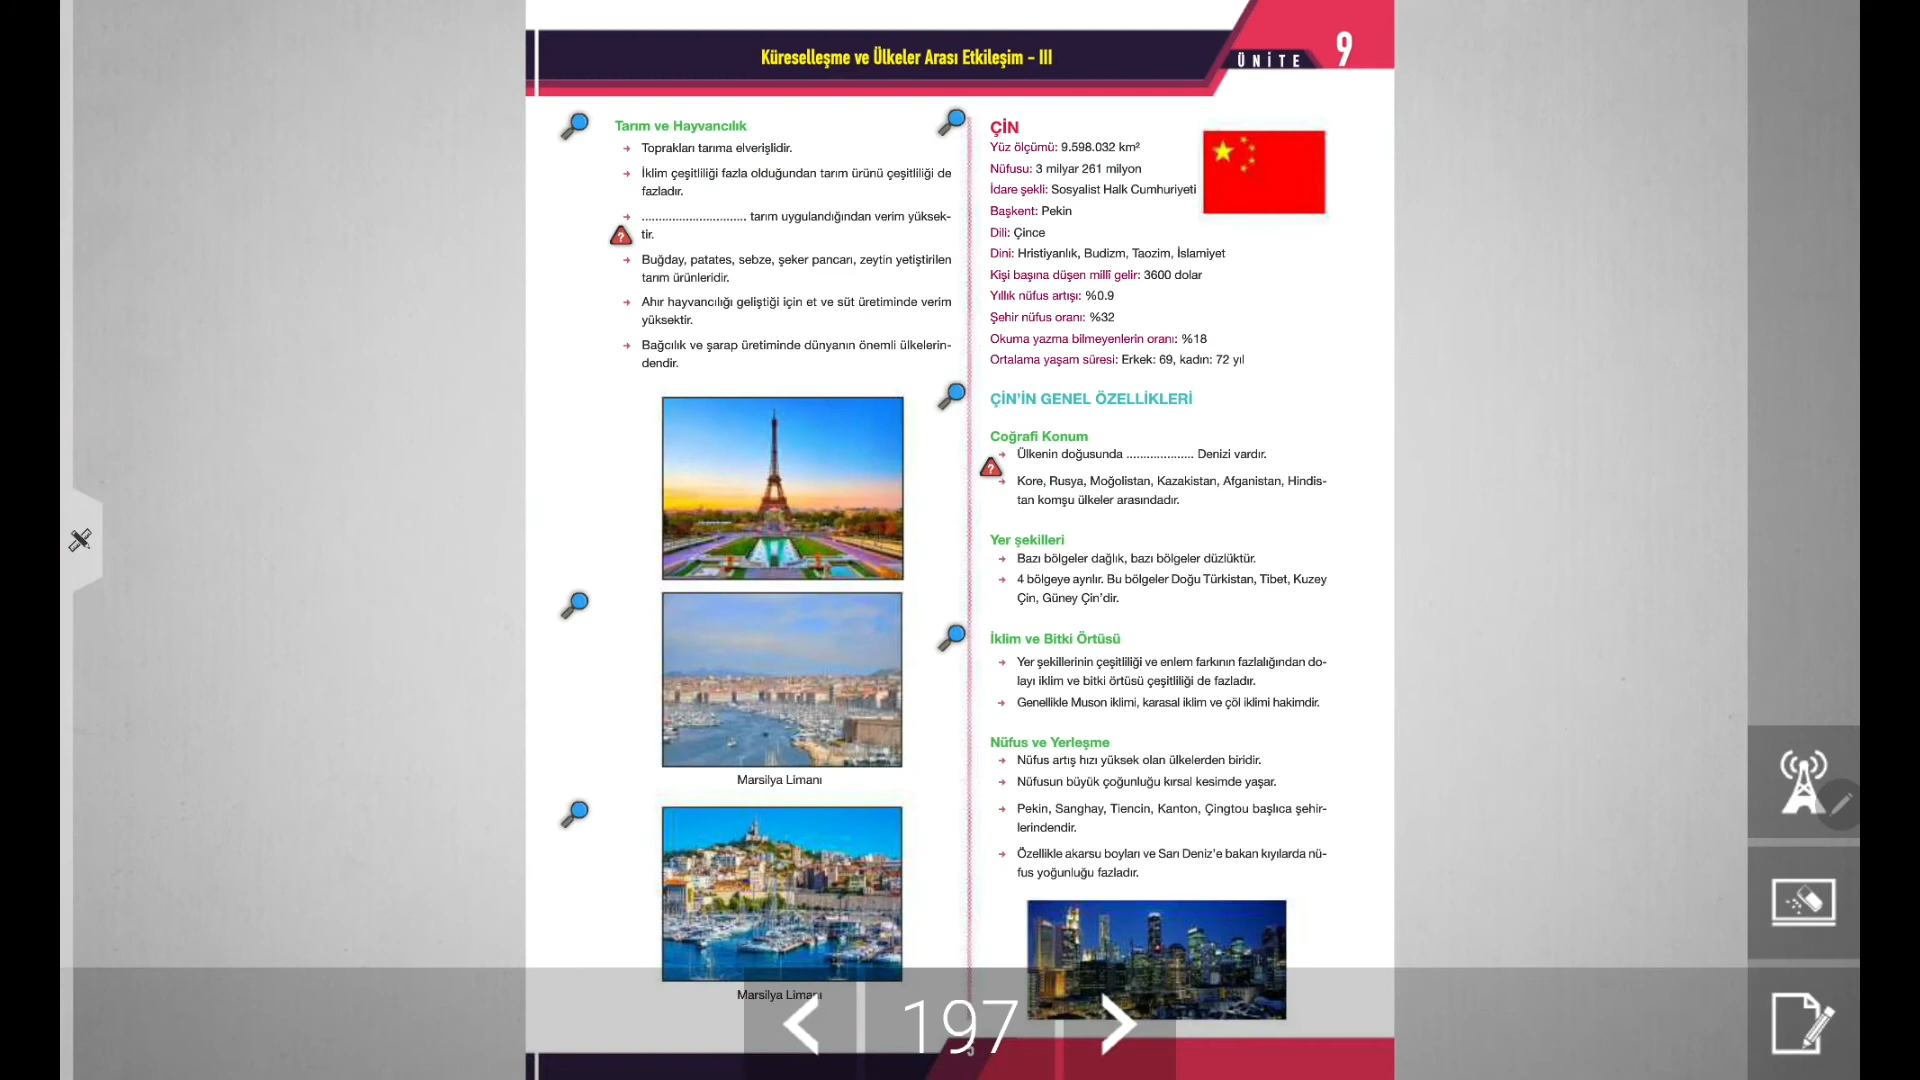 Küreselleşme ve Ülkeler Arası Etkileşim - III
ÜNİTE
9
Tarım ve Hayvancılık
Toprakları tarıma elverişlidir.
İklim çeşitliliği fazla olduğundan tarım ürünü çeşitliliği de
fazladır.
............................... tarım uygulandığından verim yüksek-
tir.
Buğday, patates, sebze, şeker pancarı, zeytin yetiştirilen
tarım ürünleridir.
Ahır hayvancılığı geliştiği için et ve süt üretiminde verim
yüksektir.
Bağcılık ve şarap üretiminde dünyanın önemli ülkelerin-
dendir.
Marsilya Limanı
Marsilya Limanı
ÇİN
Yüz ölçümü: 9.598.032 km²
Nüfusu: 3 milyar 261 milyon
İdare şekli: Sosyalist Halk Cumhuriyeti
Başkent: Pekin
Dili: Çince
Dini: Hristiyanlık, Budizm, Taozim, İslamiyet
Kişi başına düşen millî gelir: 3600 dolar
Yıllık nüfus artışı: %0.9
Şehir nüfus oranı: %32
Okuma yazma bilmeyenlerin oranı: %18
Ortalama yaşam süresi: Erkek: 69, kadın: 72 yıl
ÇİN'İN GENEL ÖZELLİKLERİ
Coğrafi Konum
Ülkenin doğusunda .................... Denizi vardır.
Kore, Rusya, Moğolistan, Kazakistan, Afganistan, Hindis-
tan komşu ülkeler arasındadır.
Yer şekilleri
Bazı bölgeler dağlık, bazı bölgeler düzlüktür.
4 bölgeye ayrılır. Bu bölgeler Doğu Türkistan, Tibet, Kuzey
Çin, Güney Çin'dir.
İklim ve Bitki Örtüsü
Yer şekillerinin çeşitliliği ve enlem farkının fazlalığından do-
layı iklim ve bitki örtüsü çeşitliliği de fazladır.
Genellikle Muson iklimi, karasal iklim ve çöl iklimi hakimdir.
Nüfus ve Yerleşme
Nüfus artış hızı yüksek olan ülkelerden biridir.
Nüfusun büyük çoğunluğu kırsal kesimde yaşar.
Pekin, Sanghay, Tiencin, Kanton, Çingtou başlıca şehir-
lerindendir.
Özellikle akarsu boyları ve Sarı Deniz'e bakan kıyılarda nü-
fus yoğunluğu fazladır.
197